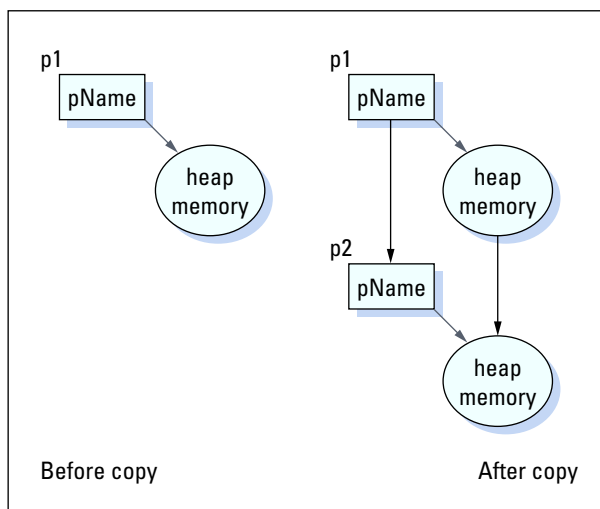 p1
pName
heap
memory
Before copy
p1
pName
heap
memory
p2
pName
heap
memory
After copy